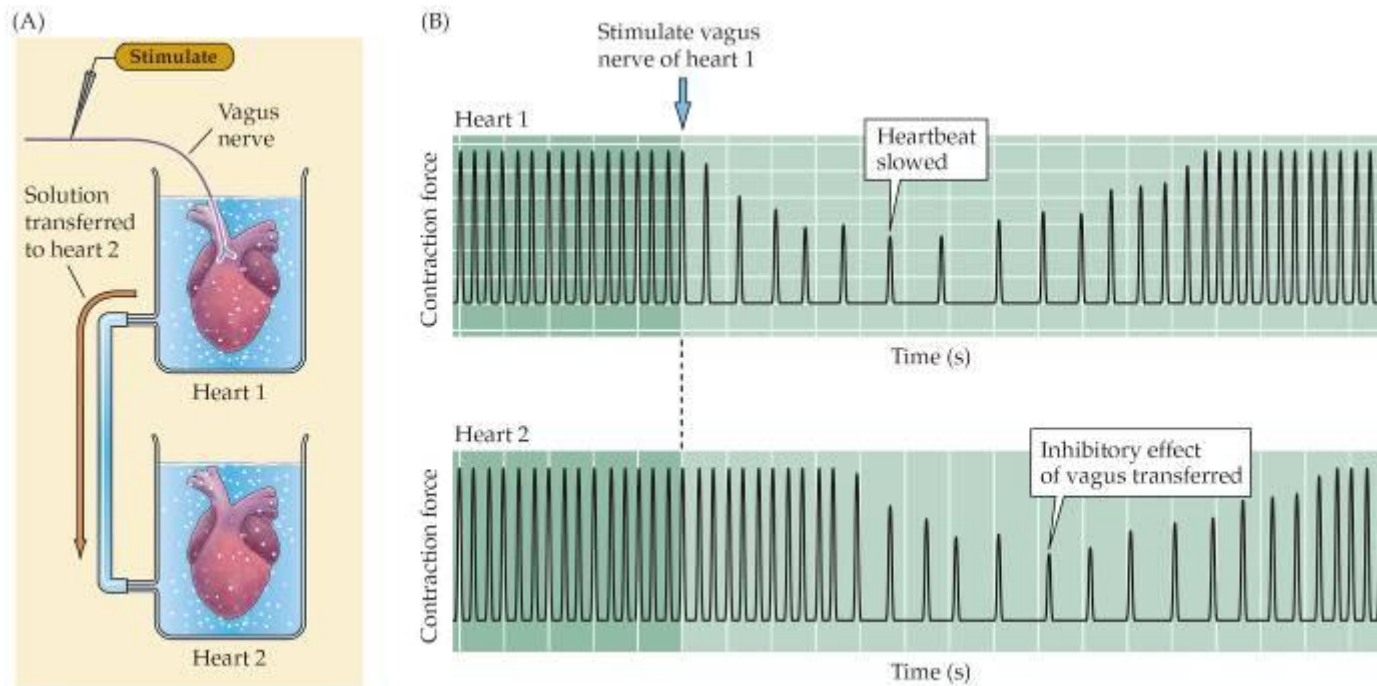 (A)
Stimulate
Vagus
nerve
Solution
transferred
to heart 2
Heart 1
Heart 2
(B)
Stimulate vagus
nerve of heart 1
Heart 1
Contraction force
Heartbeat
slowed
Time (s)
Heart 2
Contraction force
Inhibitory effect
of vagus transferred
Time (s)